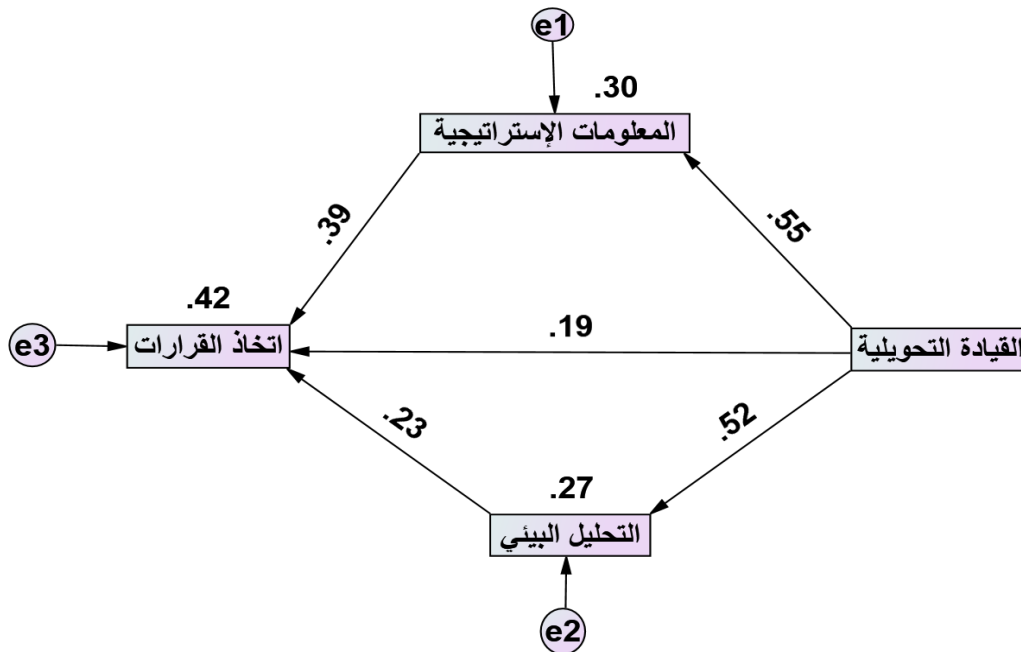 e1
.30
المعلومات الإستراتيجية
.39
.55
.42
.19
e3
اتخاذ القرارات
القيادة التحويلية
.23
.52
.27
التحليل البيئي
e2